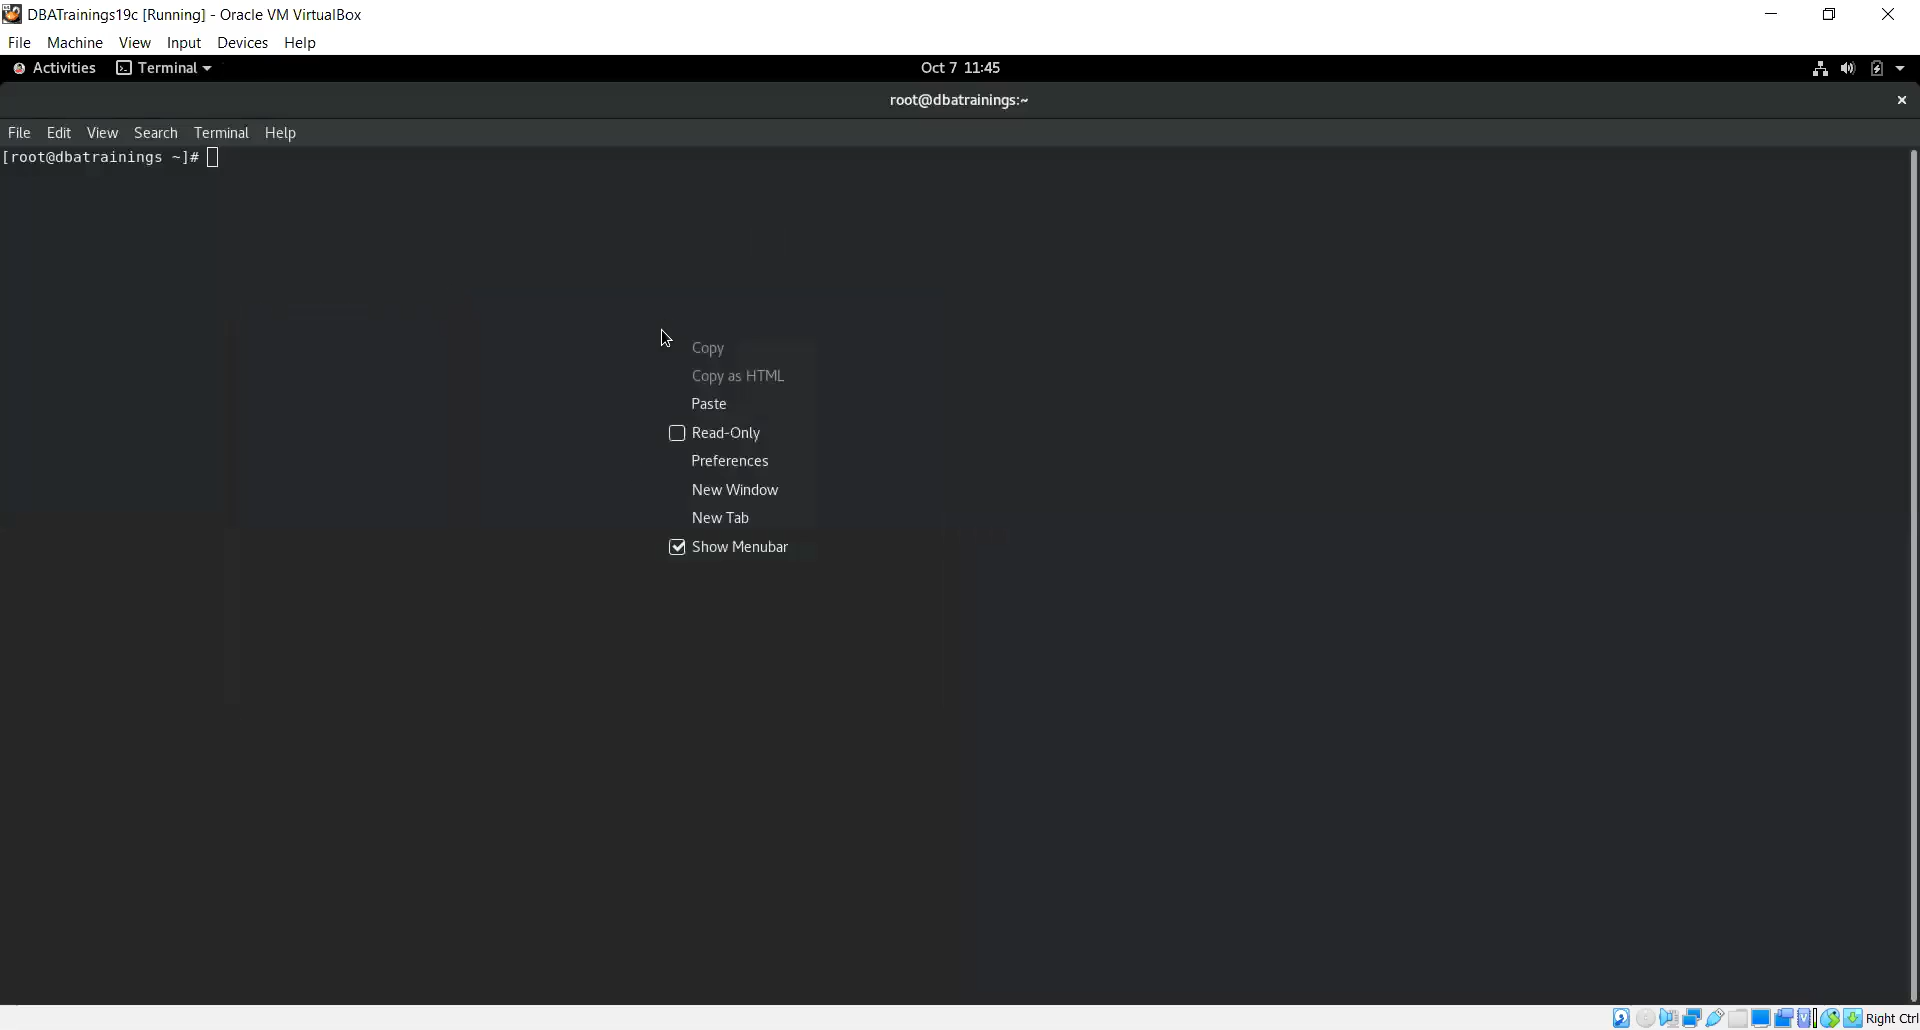 DBATrainings19c [Running] - Oracle VM VirtualBox
File Machine View Input Devices Help
Activities Terminal Oct 7 11:45
root@dbatrainings:~
File Edit View Search Terminal Help
[root@dbatrainings ~]#
Copy
Copy as HTML
Paste
Read-Only
Preferences
New Window
New Tab
Show Menubar
Right Ctrl